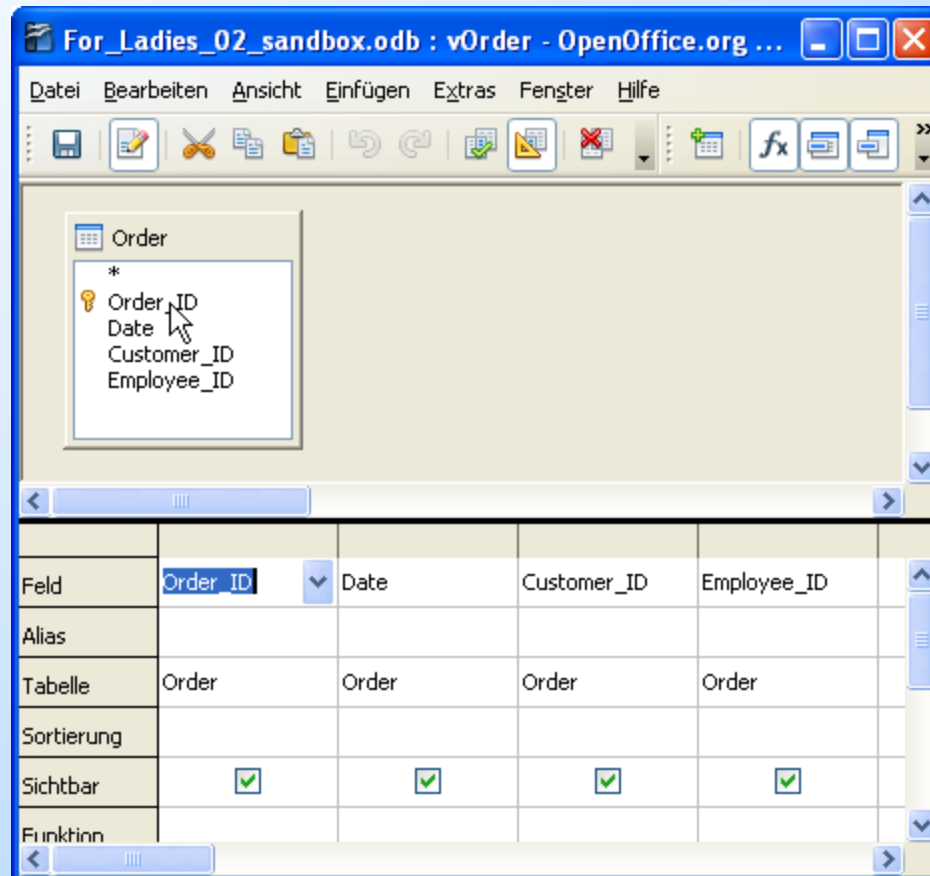 For_Ladies_02_sandbox.odb : vOrder - OpenOffice.org ...
Datei Bearbeiten Ansicht Einfügen Extras Fenster Hilfe
fx
Order
*
Order_ID
Date
Customer_ID
Employee_ID
Feld Order_ID Date Customer_ID Employee_ID
Alias
Tabelle Order Order Order Order
Sortierung
Sichtbar
Funktion